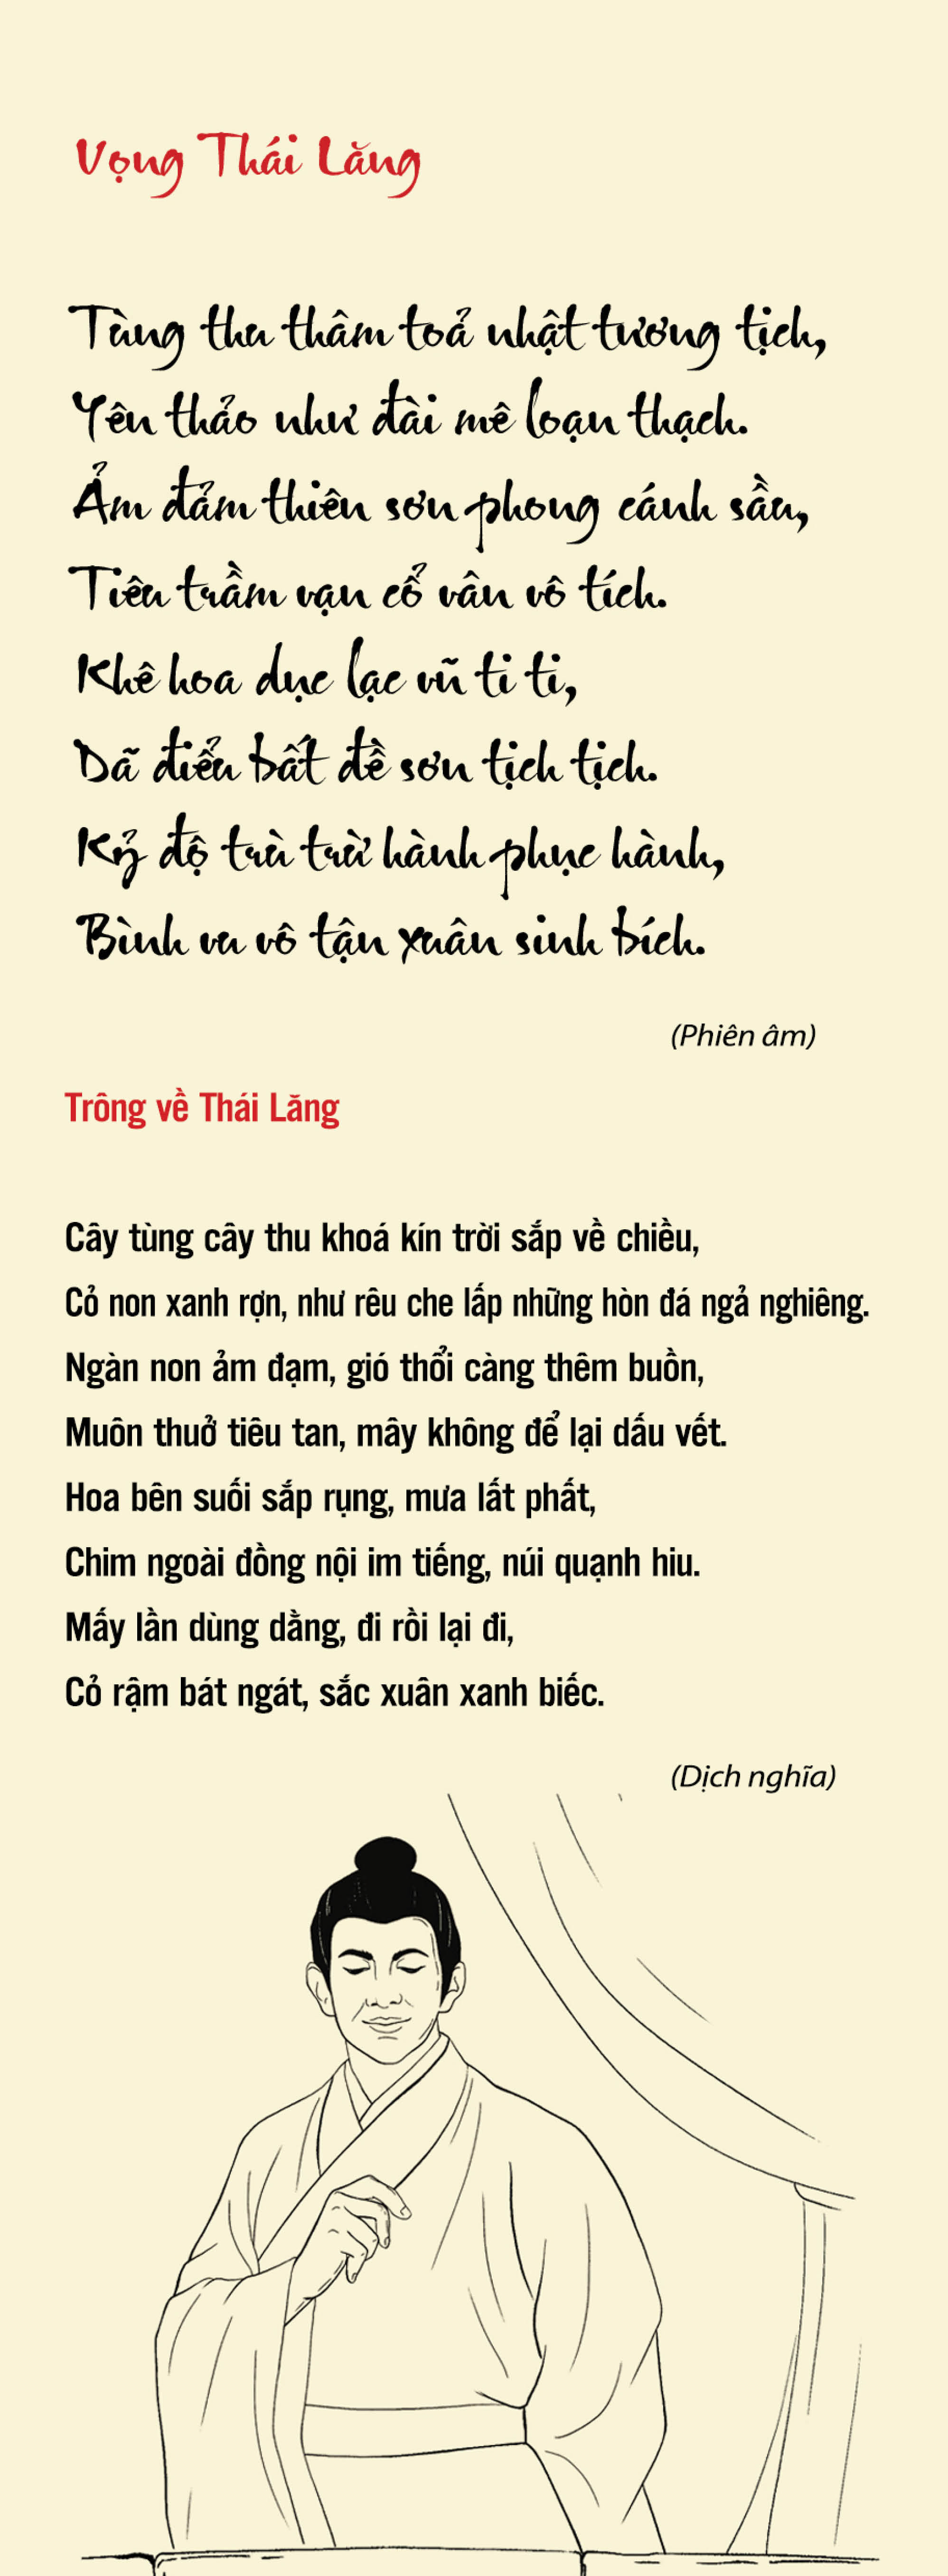 Vọng Thái Lăng
Tùng thu thâm toả nhật tương tịch,
Yên thảo như đài mê loạn thạch.
Ảm đảm thiên sơn phong cánh sầu,
Tiêu trầm vạn cổ vân vô tích.
Khê hoa dục lạc vũ ti ti,
Dã điểu bất đề sơn tịch tịch.
Kỷ độ trù trừ hành phục hành,
Bình vu vô tận xuân sinh bích.
(Phiên âm)
Trông về Thái Lăng
Cây tùng cây thu khoá kín trời sắp về chiều,
Cỏ non xanh rợn, như rêu che lấp những hòn đá ngả nghiêng.
Ngàn non ảm đạm, gió thổi càng thêm buồn,
Muôn thuở tiêu tan, mây không để lại dấu vết.
Hoa bên suối sắp rụng, mưa lất phất,
Chim ngoài đồng nội im tiếng, núi quạnh hiu.
Mấy lần dùng dằng, đi rồi lại đi,
Cỏ rậm bát ngát, sắc xuân xanh biếc.
(Dịch nghĩa)